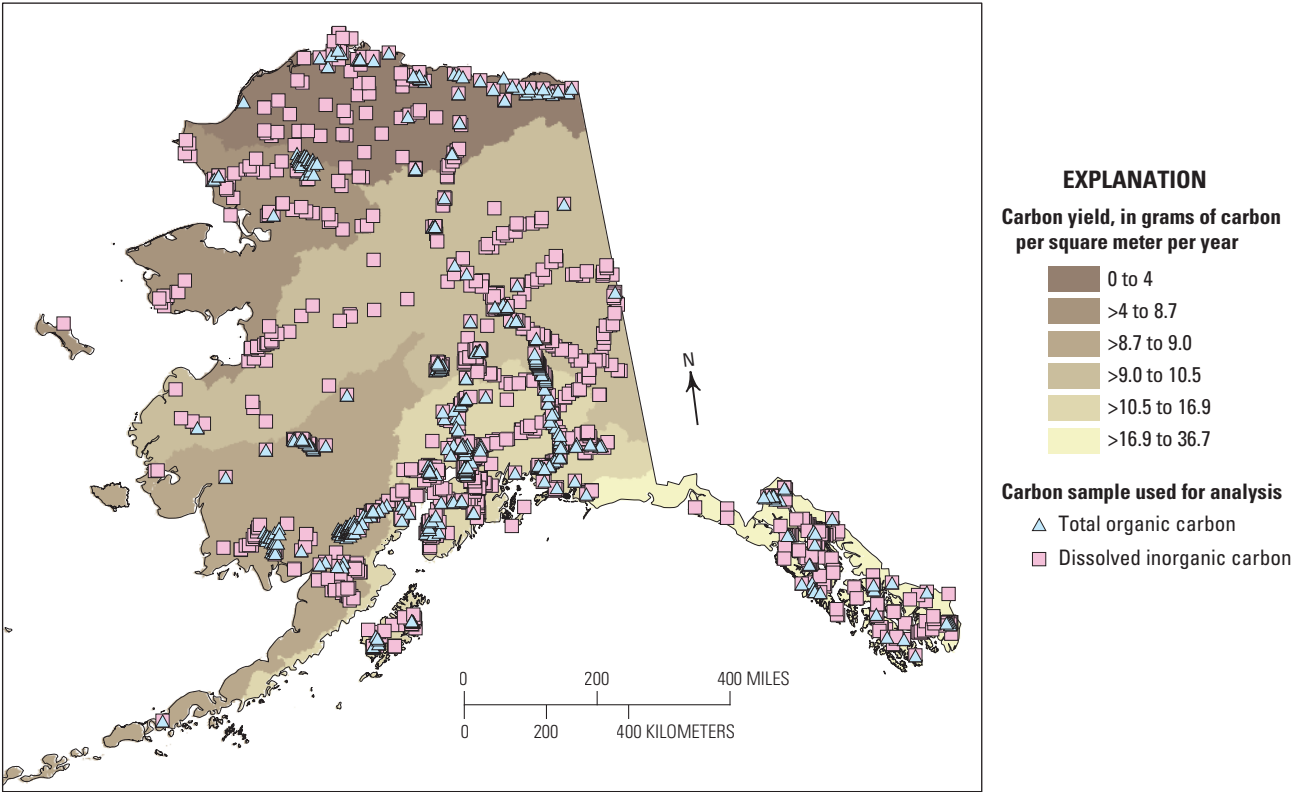 N
0 200 400 MILES
0 200 400 KILOMETERS
EXPLANATION
Carbon yield, in grams of carbon
per square meter per year
0 to 4
>4 to 8.7
>8.7 to 9.0
>9.0 to 10.5
>10.5 to 16.9
>16.9 to 36.7
Carbon sample used for analysis
Total organic carbon
Dissolved inorganic carbon